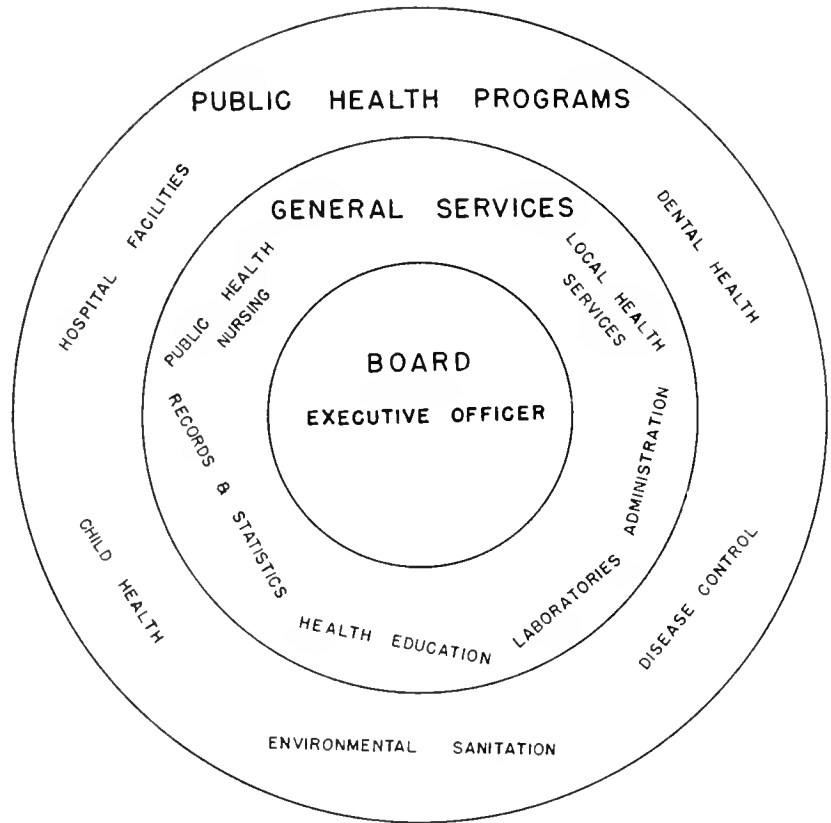 PUBLIC HEALTH PROGRAMS
HOSPITAL FACILITIES
DENTAL HEALTH
CHILD HEALTH
DISEASE CONTROL
ENVIRONMENTAL SANITATION
GENERAL SERVICES
PUBLIC HEALTH
NURSING
LOCAL HEALTH
SERVICES
RECORDS & STATISTICS
ADMINISTRATION
HEALTH EDUCATION
LABORATORIES
BOARD
EXECUTIVE OFFICER